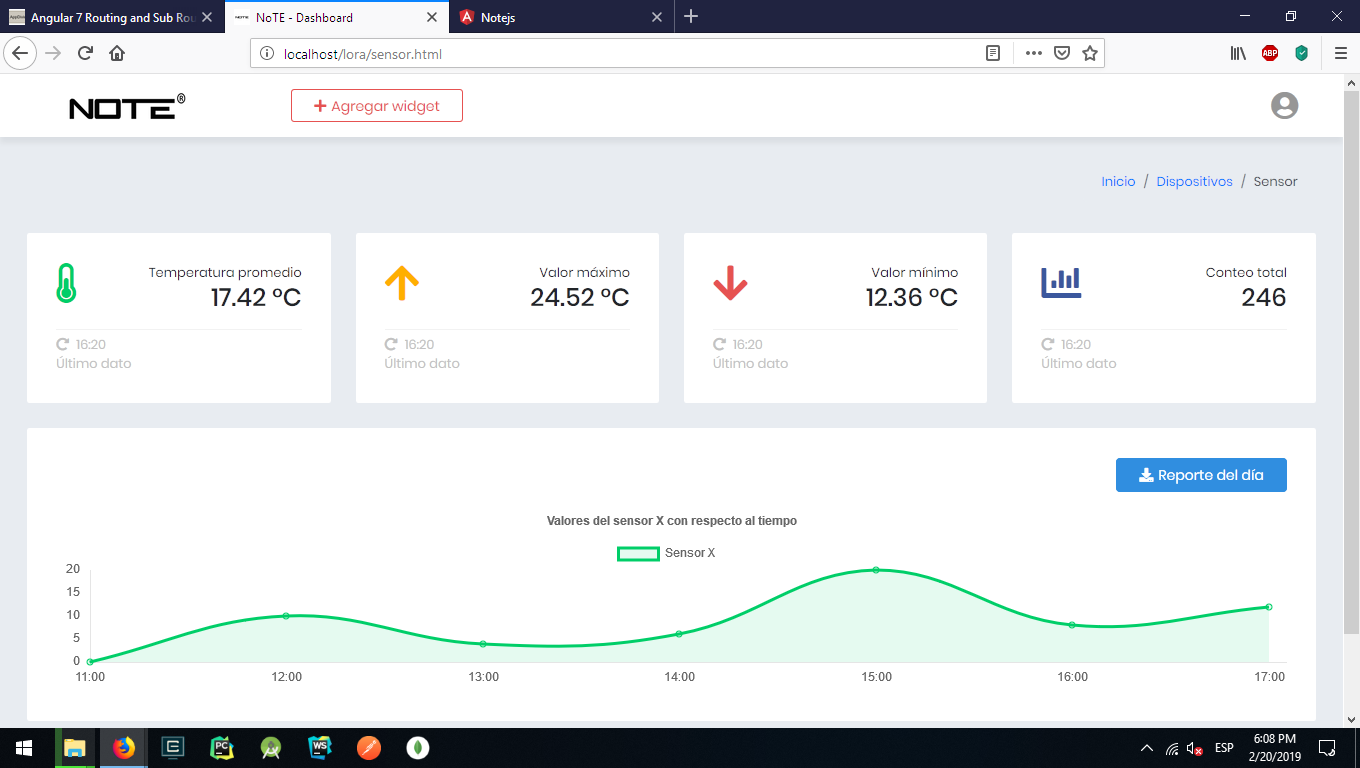 Angular 7 Routing and Sub Rou
NoTE - Dashboard
Notejs
localhost/lora/sensor.html
ABP
NOTE®
+ Agregar widget
Inicio / Dispositivos / Sensor
Temperatura promedio
17.42 °C
16:20
Último dato
Valor máximo
24.52 °C
16:20
Último dato
Valor mínimo
12.36 °C
16:20
Último dato
Conteo total
246
16:20
Último dato
Reporte del día
Valores del sensor X con respecto al tiempo
Sensor X
20
15
10
5
0
11:00 12:00 13:00 14:00 15:00 16:00 17:00
PC
WS
ESP
6:08 PM
2/20/2019